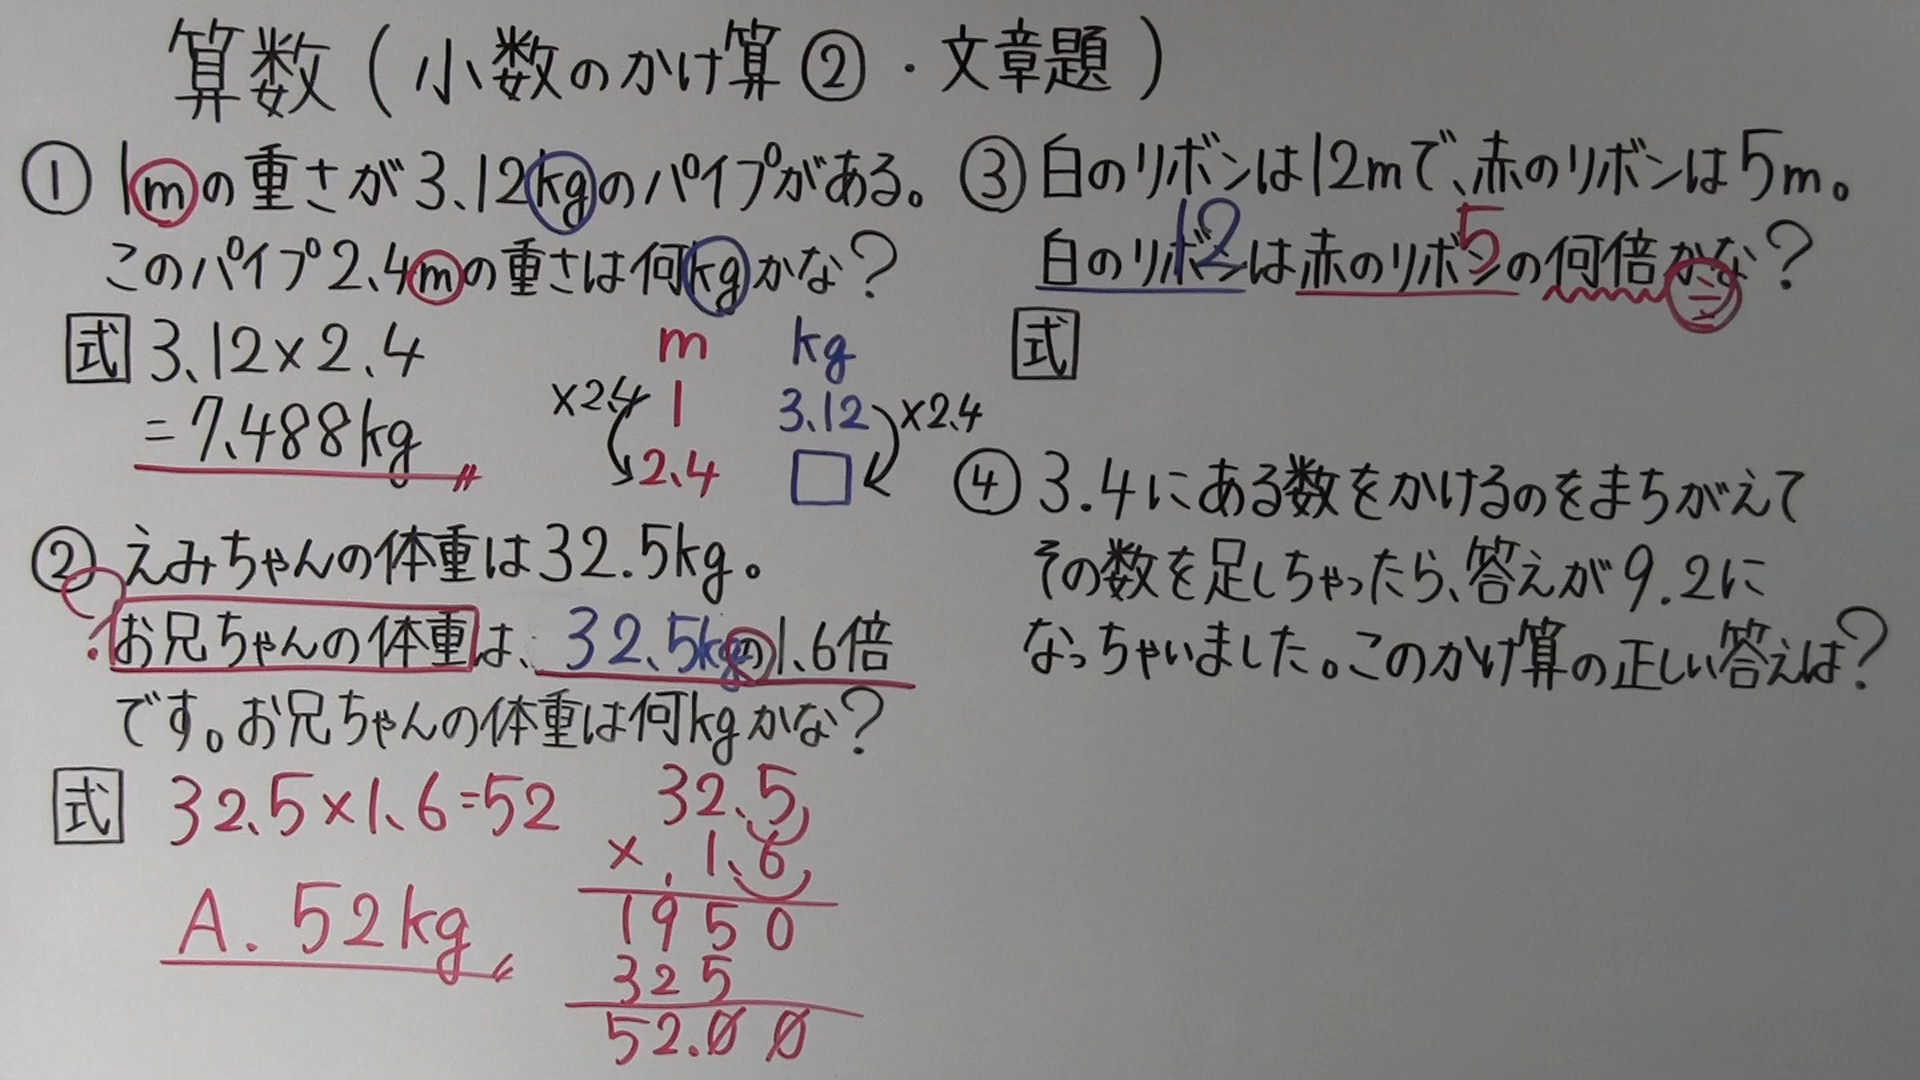 算数(小数のかけ算②・文章題)
① 1mの重さが3.12kgのパイプがある。
このパイプ2.4mの重さは何kgかな?
式 3.12×2.4
=7.488kg
m kg
×2.4 1 3.12 ×2.4
2.4 □
② えみちゃんの体重は32.5kg。
? お兄ちゃんの体重は、32.5kgの1.6倍
です。お兄ちゃんの体重は何kgかな?
式 32.5×1.6=52
A. 52kg
32.5
× 1.6
1950
325
52.00
③ 白のリボンは12mで、赤のリボンは5m。
12 5
白のリボンは赤のリボンの何倍かな?
式
④ 3.4にある数をかけるのをまちがえて
その数を足しちゃったら、答えが9.2に
なっちゃいました。このかけ算の正しい答えは?